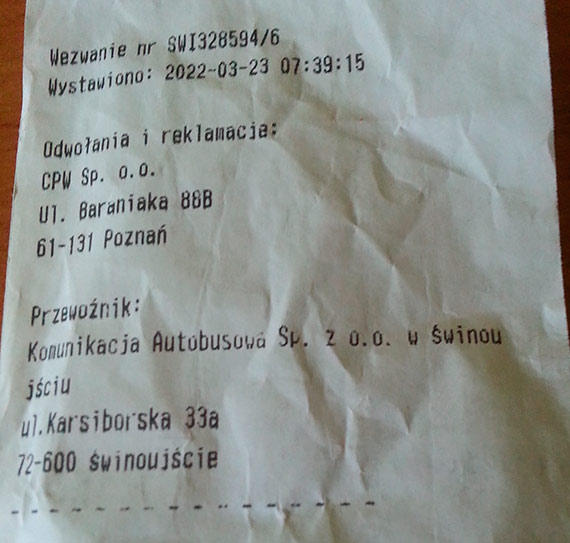 Wezwanie nr SWI328594/6
Wystawiono: 2022-03-23 07:39:15
Odwołania i reklamacja:
CPW Sp. o.o.
Ul. Baraniaka 88B
61-131 Poznań
Przewoźnik:
Komunikacja Autobusowa Sp. z o.o. w świnou
jściu
ul.Karsiborska 33a
72-600 świnoujście